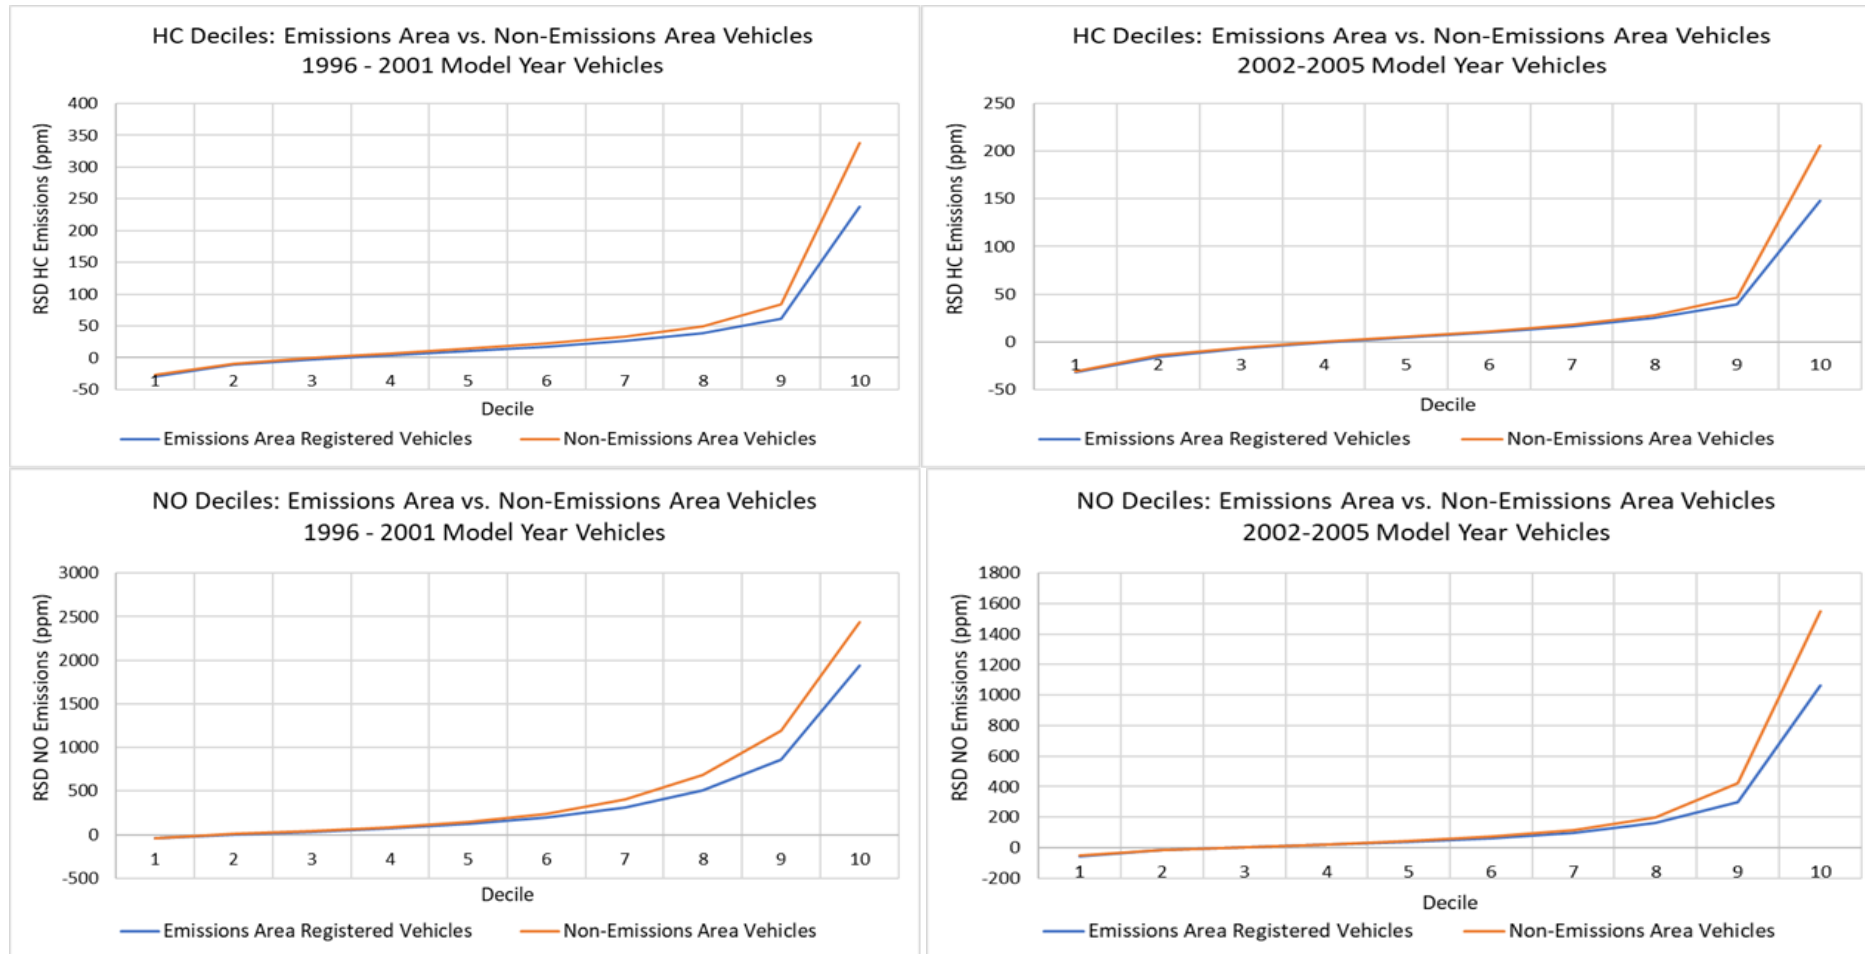 HC Deciles: Emissions Area vs. Non-Emissions Area Vehicles
1996 - 2001 Model Year Vehicles
RSD HC Emissions (ppm)
400
350
300
250
200
150
100
50
0
-50
1 2 3 4 5 6 7 8 9 10
Decile
Emissions Area Registered Vehicles Non-Emissions Area Vehicles
HC Deciles: Emissions Area vs. Non-Emissions Area Vehicles
2002-2005 Model Year Vehicles
RSD HC Emissions (ppm)
250
200
150
100
50
0
-50
1 2 3 4 5 6 7 8 9 10
Decile
Emissions Area Registered Vehicles Non-Emissions Area Vehicles
NO Deciles: Emissions Area vs. Non-Emissions Area Vehicles
1996 - 2001 Model Year Vehicles
RSD NO Emissions (ppm)
3000
2500
2000
1500
1000
500
0
-500
1 2 3 4 5 6 7 8 9 10
Decile
Emissions Area Registered Vehicles Non-Emissions Area Vehicles
NO Deciles: Emissions Area vs. Non-Emissions Area Vehicles
2002-2005 Model Year Vehicles
RSD NO Emissions (ppm)
1800
1600
1400
1200
1000
800
600
400
200
0
-200
1 2 3 4 5 6 7 8 9 10
Decile
Emissions Area Registered Vehicles Non-Emissions Area Vehicles